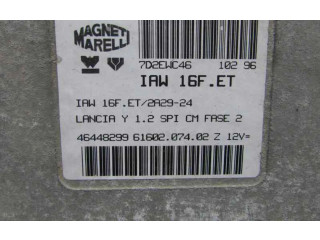 MAGNETI
MARELLI
7D2EWC46 102 96
IAW 16F.ET
IAW 16F.ET/2A29-24
LANCIA Y 1.2 SPI CM FASE 2
46448299 61602.074.02 Z 12V=